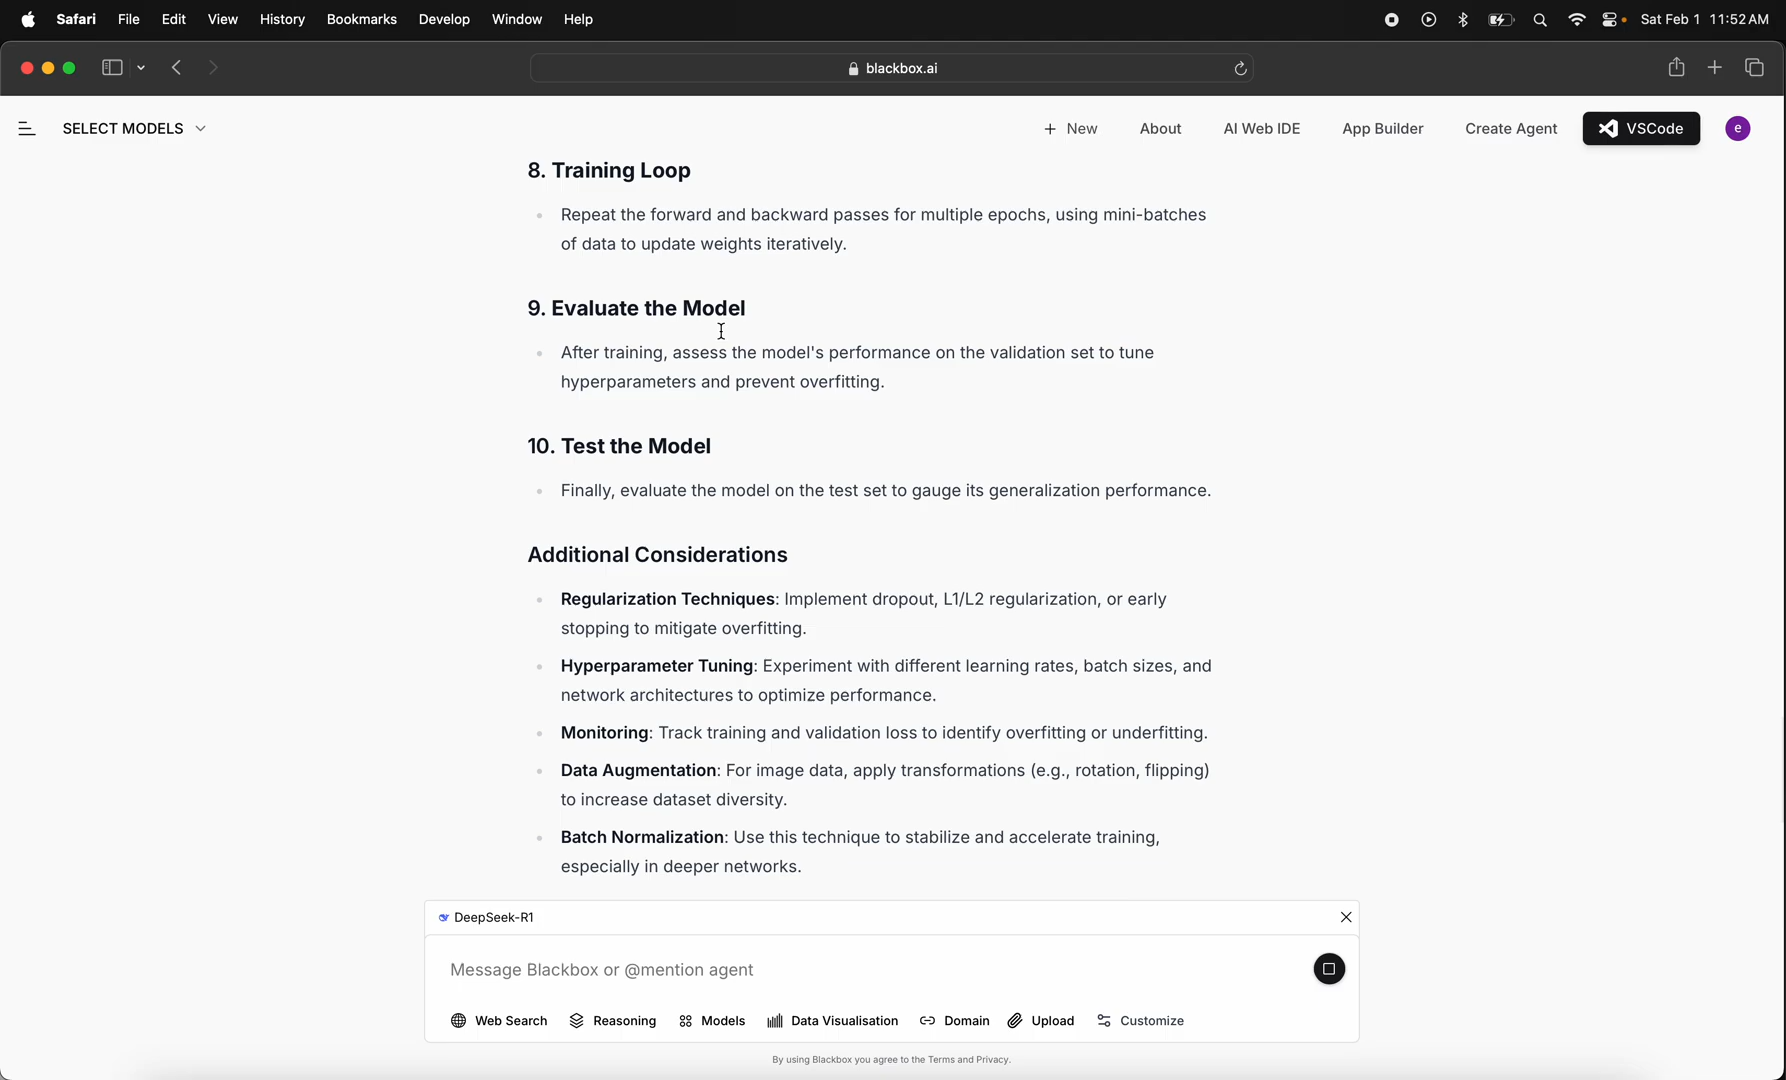 Safari File Edit View History Bookmarks Develop Window Help Sat Feb 1 11:52 AM
blackbox.ai
SELECT MODELS + New About AI Web IDE App Builder Create Agent VSCode e
8. Training Loop
Repeat the forward and backward passes for multiple epochs, using mini-batches
of data to update weights iteratively.
9. Evaluate the Model
After training, assess the model's performance on the validation set to tune
hyperparameters and prevent overfitting.
10. Test the Model
Finally, evaluate the model on the test set to gauge its generalization performance.
Additional Considerations
Regularization Techniques: Implement dropout, L1/L2 regularization, or early
stopping to mitigate overfitting.
Hyperparameter Tuning: Experiment with different learning rates, batch sizes, and
network architectures to optimize performance.
Monitoring: Track training and validation loss to identify overfitting or underfitting.
Data Augmentation: For image data, apply transformations (e.g., rotation, flipping)
to increase dataset diversity.
Batch Normalization: Use this technique to stabilize and accelerate training,
especially in deeper networks.
DeepSeek-R1
Message Blackbox or @mention agent
Web Search Reasoning Models Data Visualisation Domain Upload Customize
By using Blackbox you agree to the Terms and Privacy.